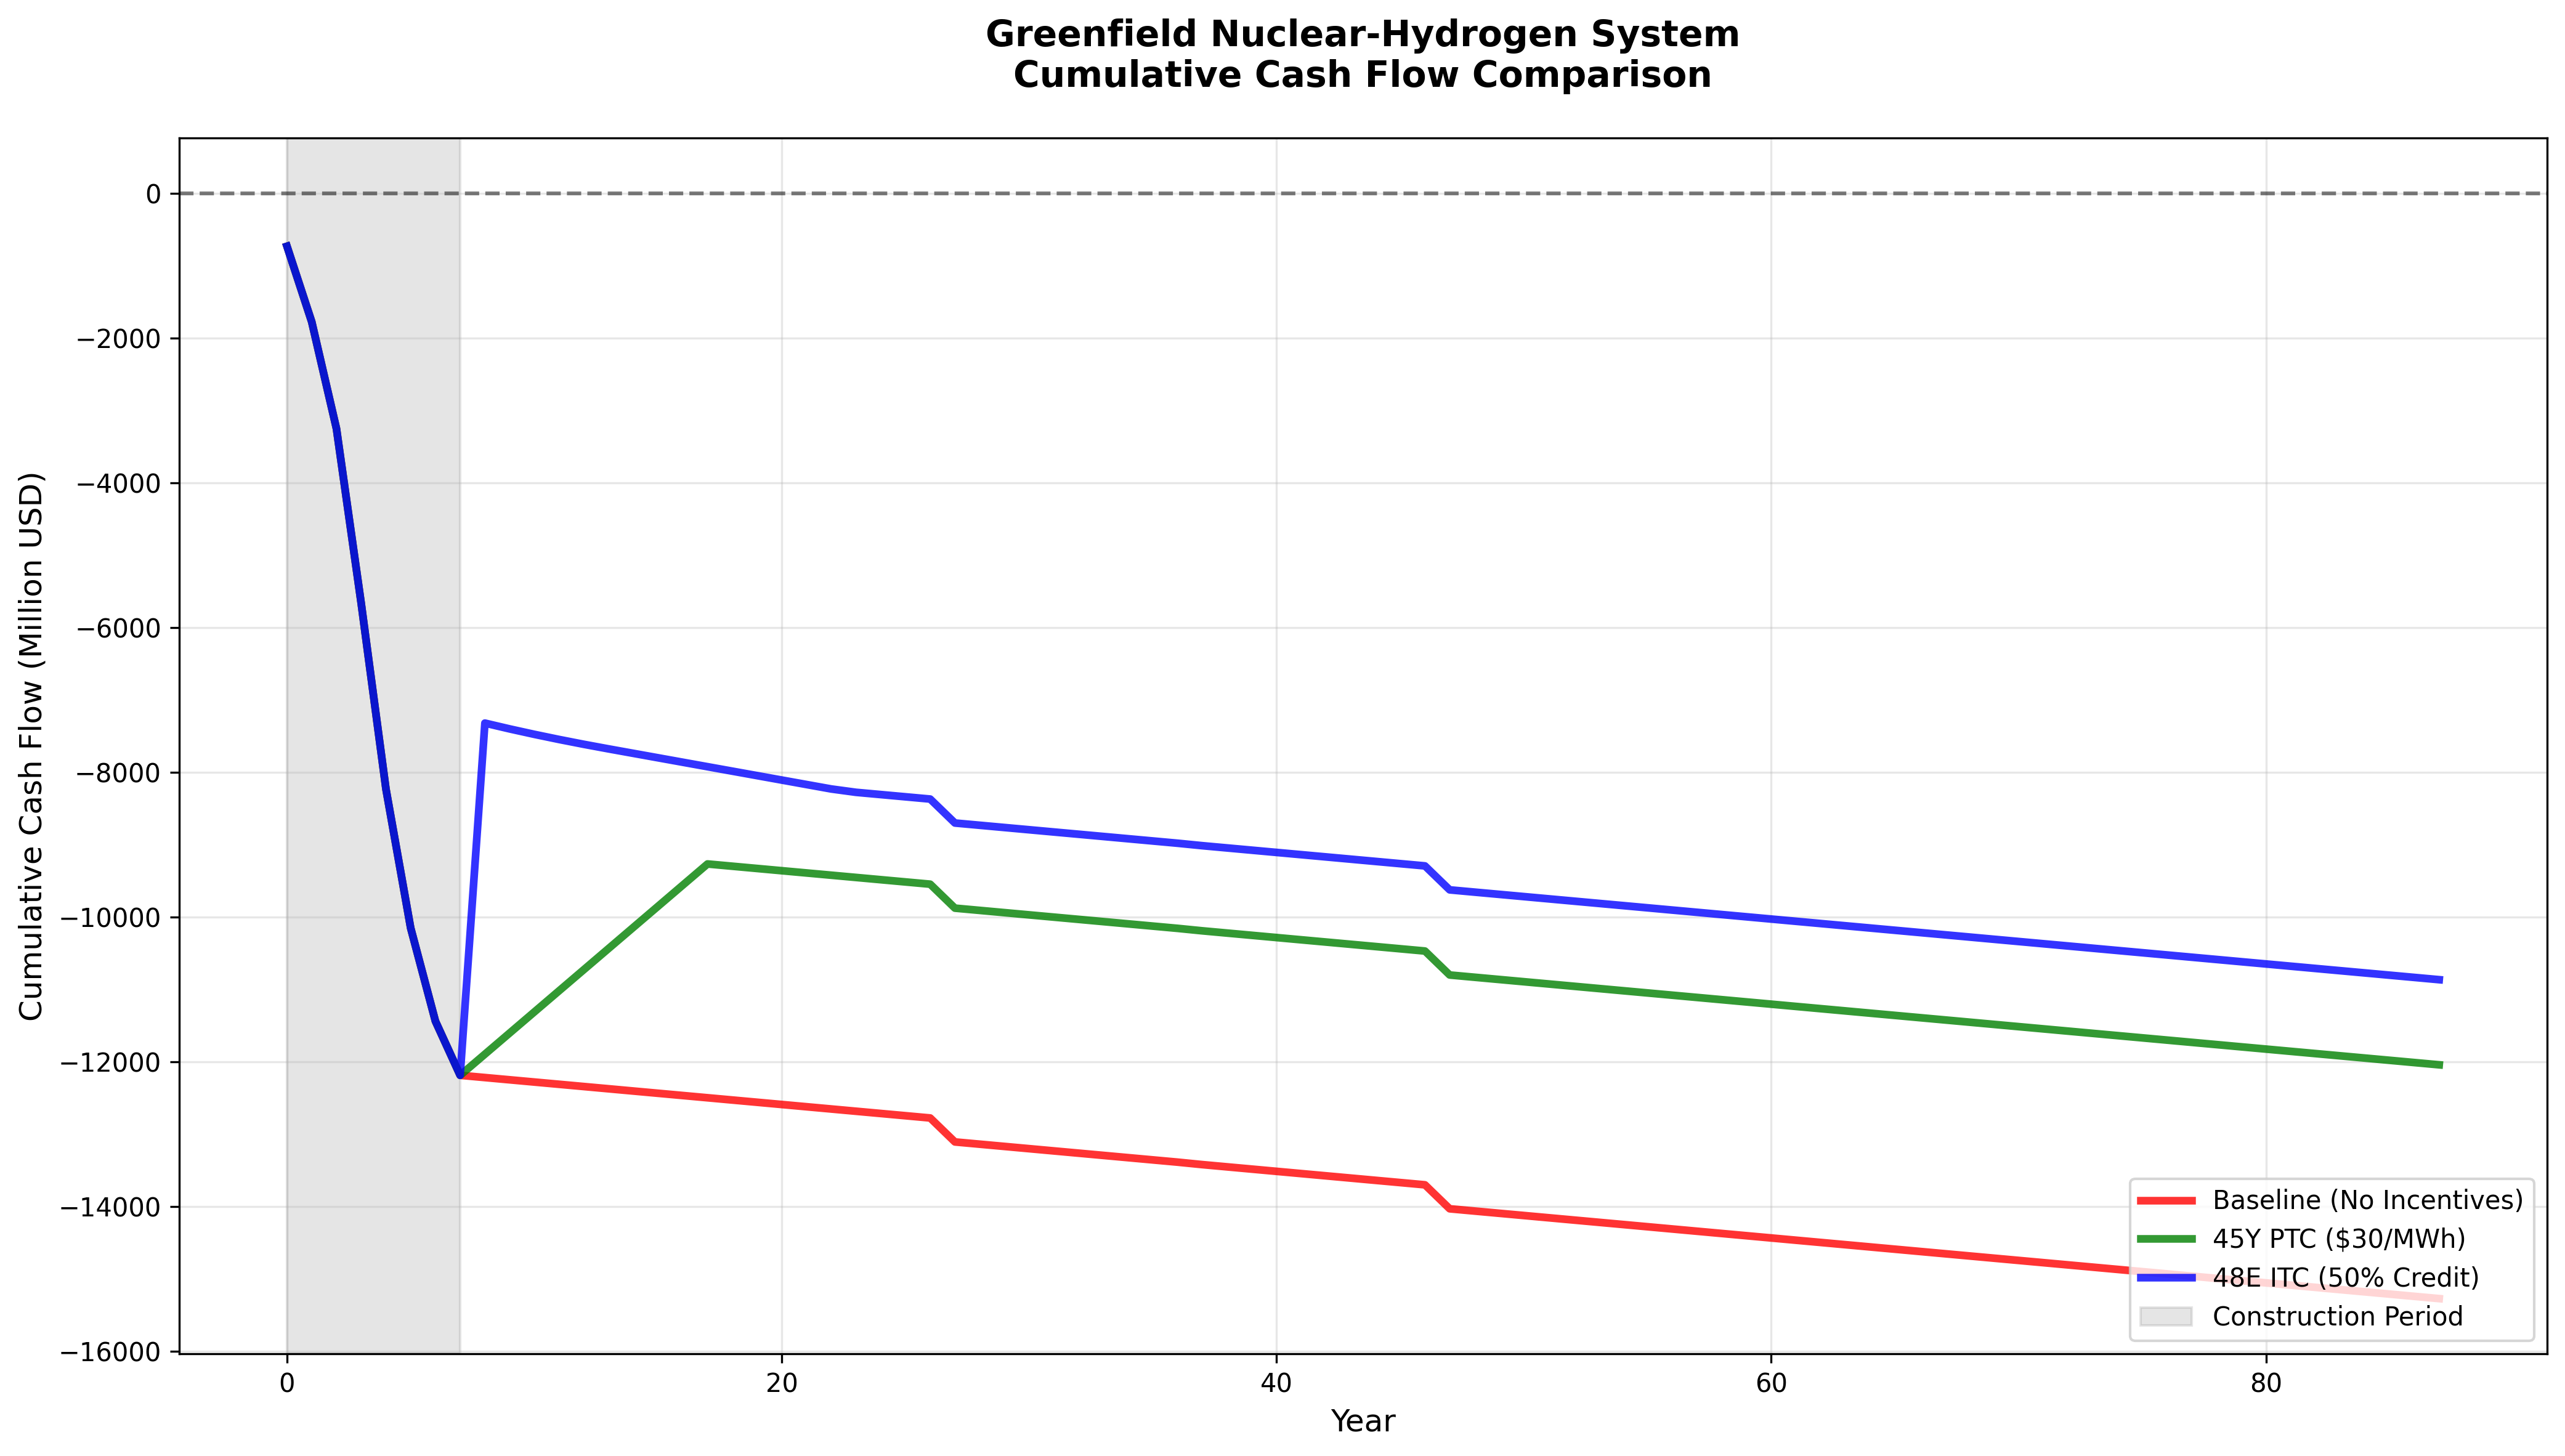 Greenfield Nuclear-Hydrogen System
Cumulative Cash Flow Comparison
Cumulative Cash Flow (Million USD)
0
−2000
−4000
−6000
−8000
−10000
−12000
−14000
−16000
Baseline (No Incentives)
45Y PTC ($30/MWh)
48E ITC (50% Credit)
Construction Period
0
20
40
60
80
Year